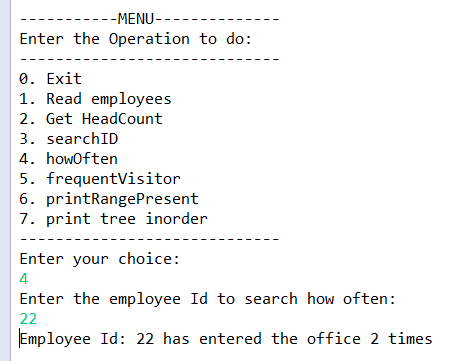 -----------MENU--------------
Enter the Operation to do:
-----------------------------
0. Exit
1. Read employees
2. Get HeadCount
3. searchID
4. howOften
5. frequentVisitor
6. printRangePresent
7. print tree inorder
-----------------------------
Enter your choice:
4
Enter the employee Id to search how often:
22
Employee Id: 22 has entered the office 2 times